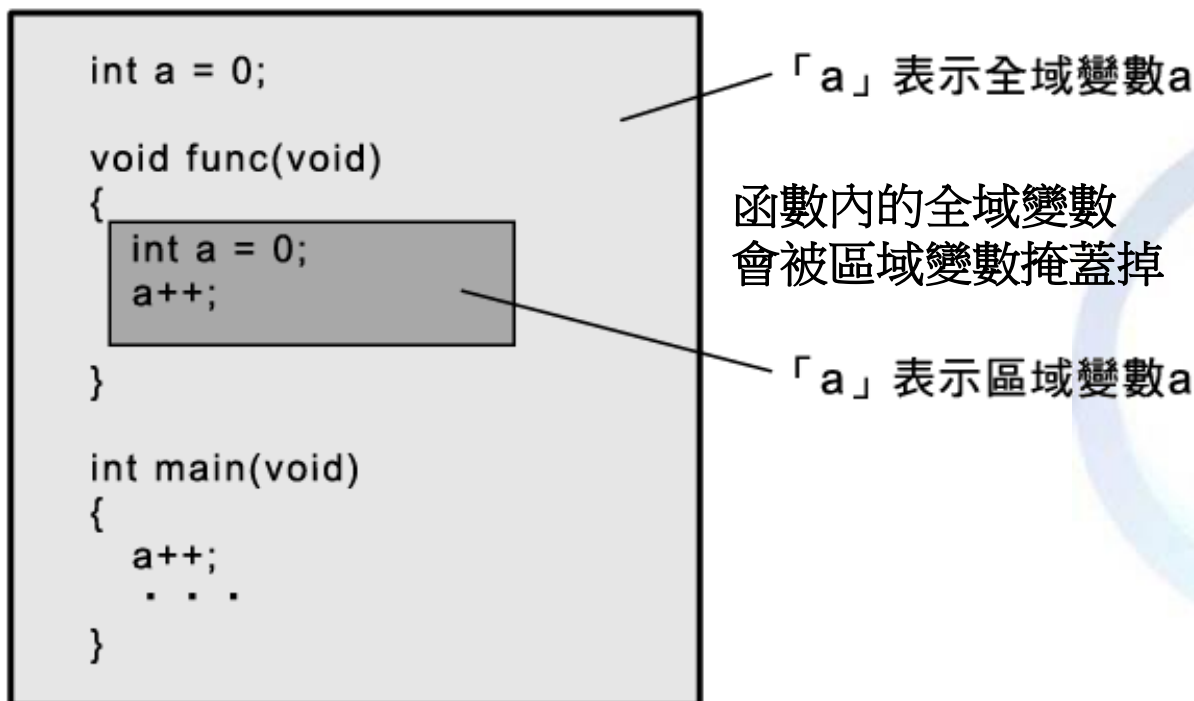 int a = 0;
「a」表示全域變數a
void func(void)
{
函數內的全域變數
會被區域變數掩蓋掉
int a = 0;
a++;
「a」表示區域變數a
}
int main(void)
{
a++;
. . .
}